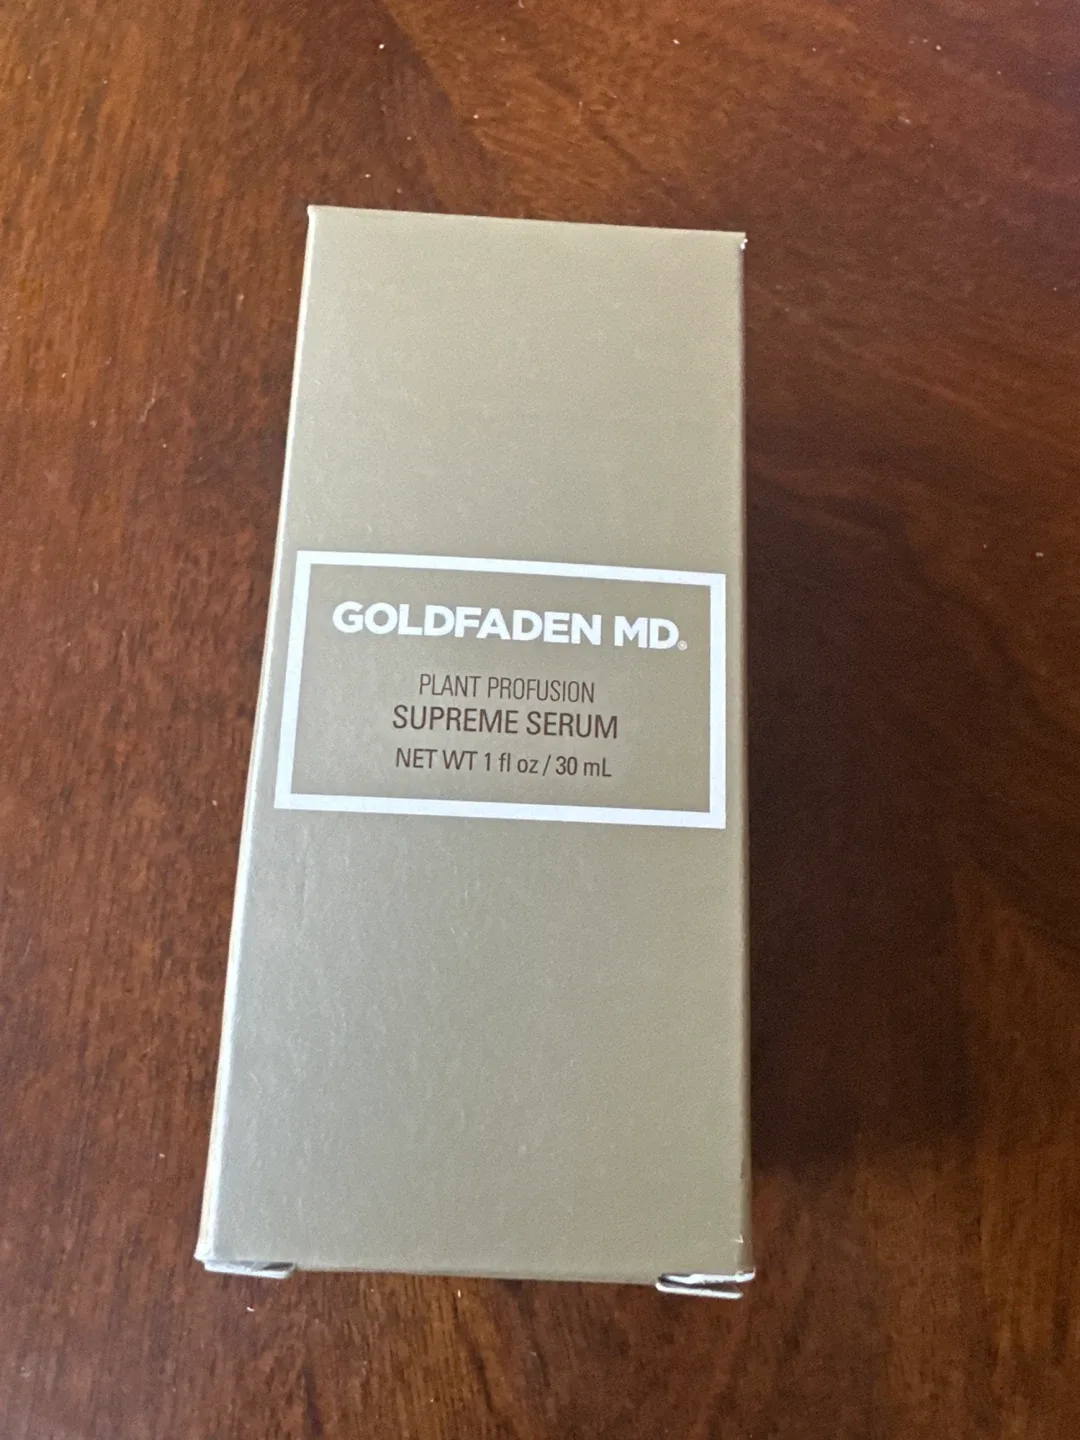 GOLDFADEN MD®
PLANT PROFUSION
SUPREME SERUM
NET WT 1 fl oz / 30 mL